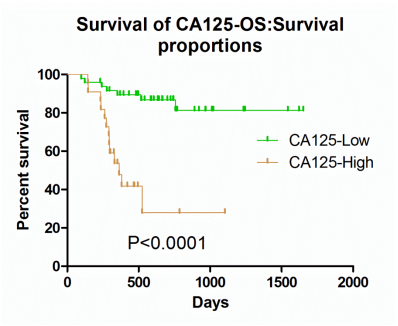 Survival of CA125-OS:Survival
proportions
100
80
60
40
20
0
Percent survival
CA125-Low
CA125-High
P<0.0001
0 500 1000 1500 2000
Days